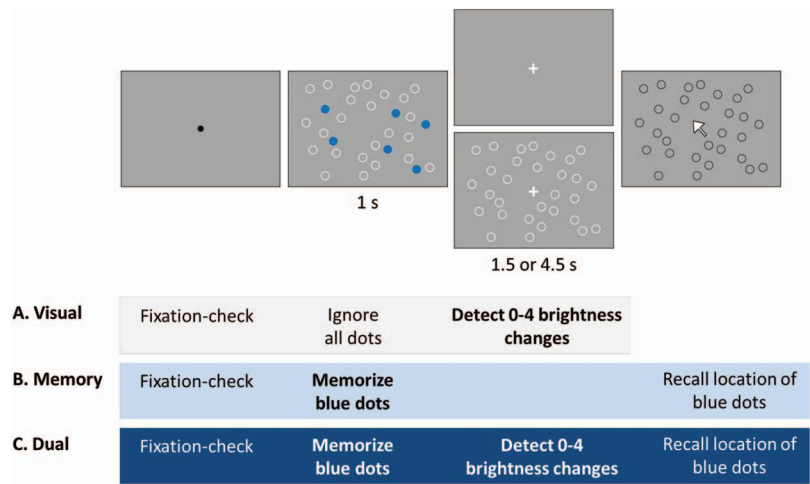 1 s
1.5 or 4.5 s
A. Visual
Fixation-check
Ignore
all dots
Detect 0-4 brightness
changes
B. Memory
Fixation-check
Memorize
blue dots
Recall location of
blue dots
C. Dual
Fixation-check
Memorize
blue dots
Detect 0-4
brightness changes
Recall location of
blue dots